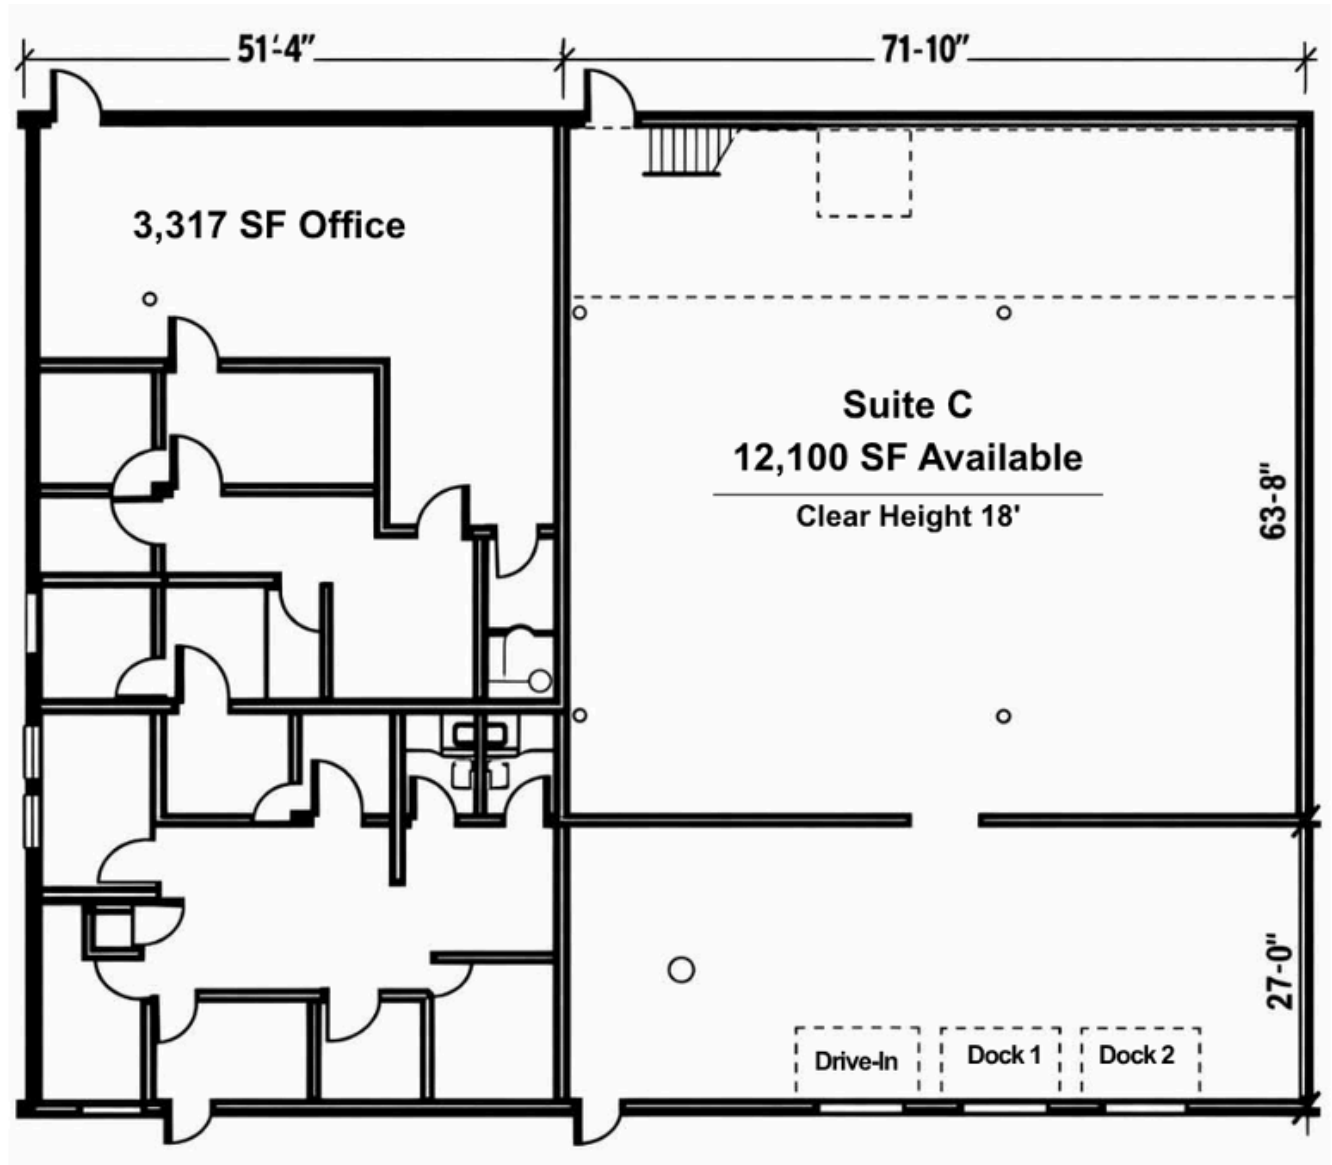 51'-4"
71-10"
3,317 SF Office
Suite C
12,100 SF Available
Clear Height 18'
63-8"
27-0"
Drive-In
Dock 1
Dock 2